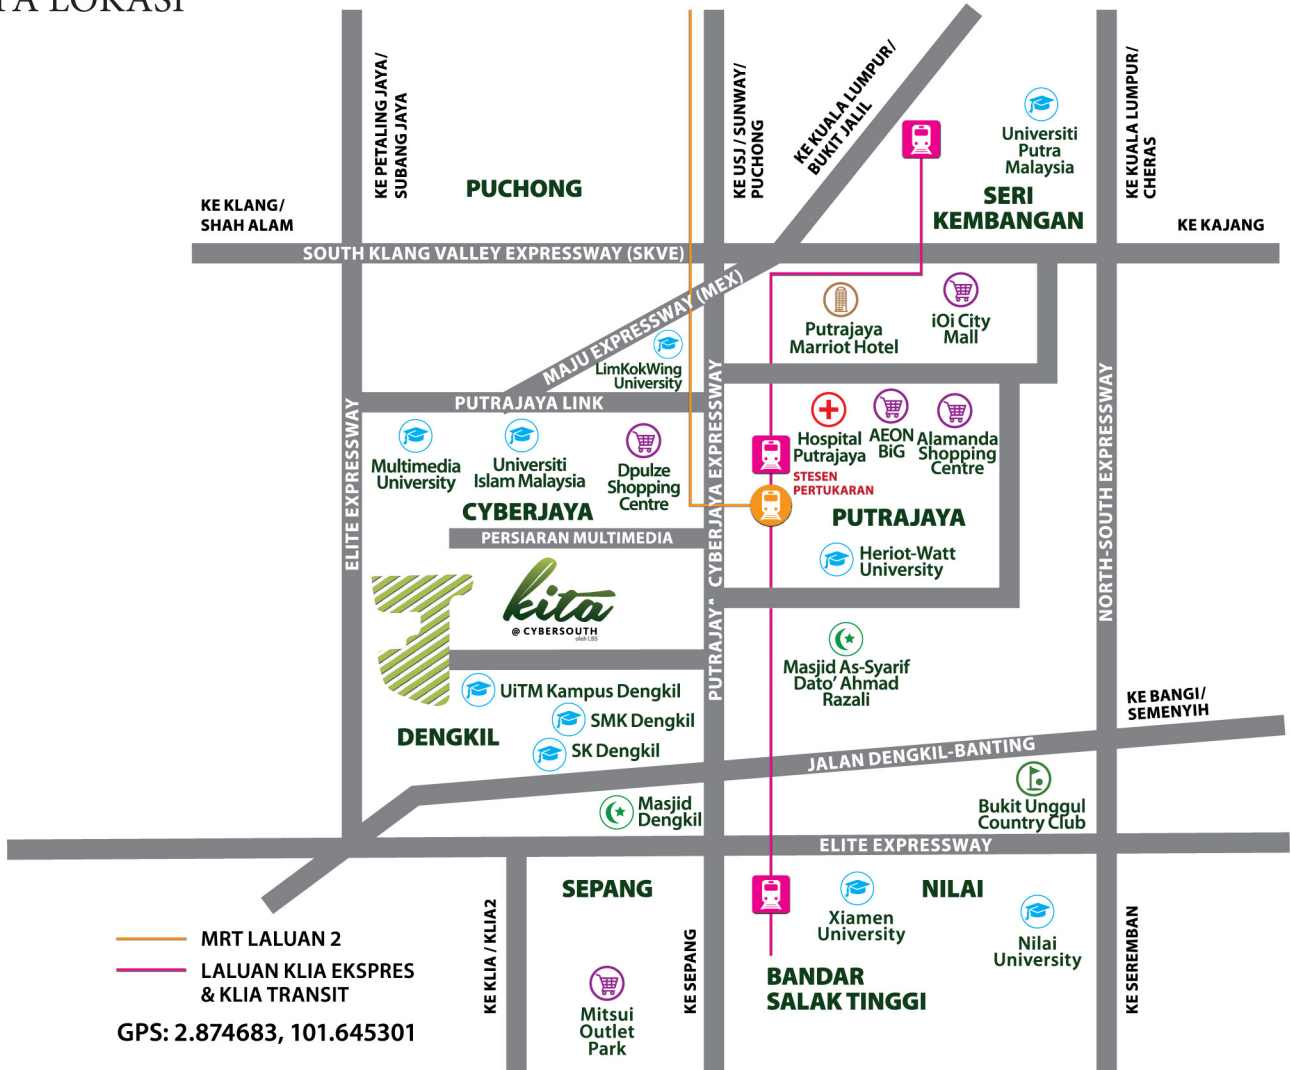 TA LOKASI
KE PETALING JAYA/
SUBANG JAYA
KE USJ / SUNWAY/
PUCHONG
KE KUALA LUMPUR/
BUKIT JALIL
KE KUALA LUMPUR/
CHERAS
Universiti
Putra
Malaysia
PUCHONG
SERI
KEMBANGAN
KE KLANG/
SHAH ALAM
KE KAJANG
SOUTH KLANG VALLEY EXPRESSWAY (SKVE)
MAJU EXPRESSWAY (MEX)
Putrajaya
Marriot Hotel
iOi City
Mall
LimKokWing
University
PUTRAJAYA LINK
ELITE EXPRESSWAY
PUTRAJAYA CYBERJAYA EXPRESSWAY
NORTH-SOUTH EXPRESSWAY
Multimedia
University
Universiti
Islam Malaysia
Dpulze
Shopping
Centre
Hospital
Putrajaya
AEON
BiG
Alamanda
Shopping
Centre
STESEN
PERTUKARAN
CYBERJAYA
PUTRAJAYA
PERSIARAN MULTIMEDIA
Heriot-Watt
University
kita
@ CYBERSOUTH
oleh LBS
Masjid As-Syarif
Dato' Ahmad
Razali
UiTM Kampus Dengkil
SMK Dengkil
SK Dengkil
DENGKIL
KE BANGI/
SEMENYIH
JALAN DENGKIL-BANTING
Masjid
Dengkil
Bukit Unggul
Country Club
ELITE EXPRESSWAY
SEPANG
NILAI
Xiamen
University
Nilai
University
KE KLIA / KLIA2
KE SEPANG
KE SEREMBAN
BANDAR
SALAK TINGGI
Mitsui
Outlet
Park
MRT LALUAN 2
LALUAN KLIA EKSPRES
& KLIA TRANSIT
GPS: 2.874683, 101.645301